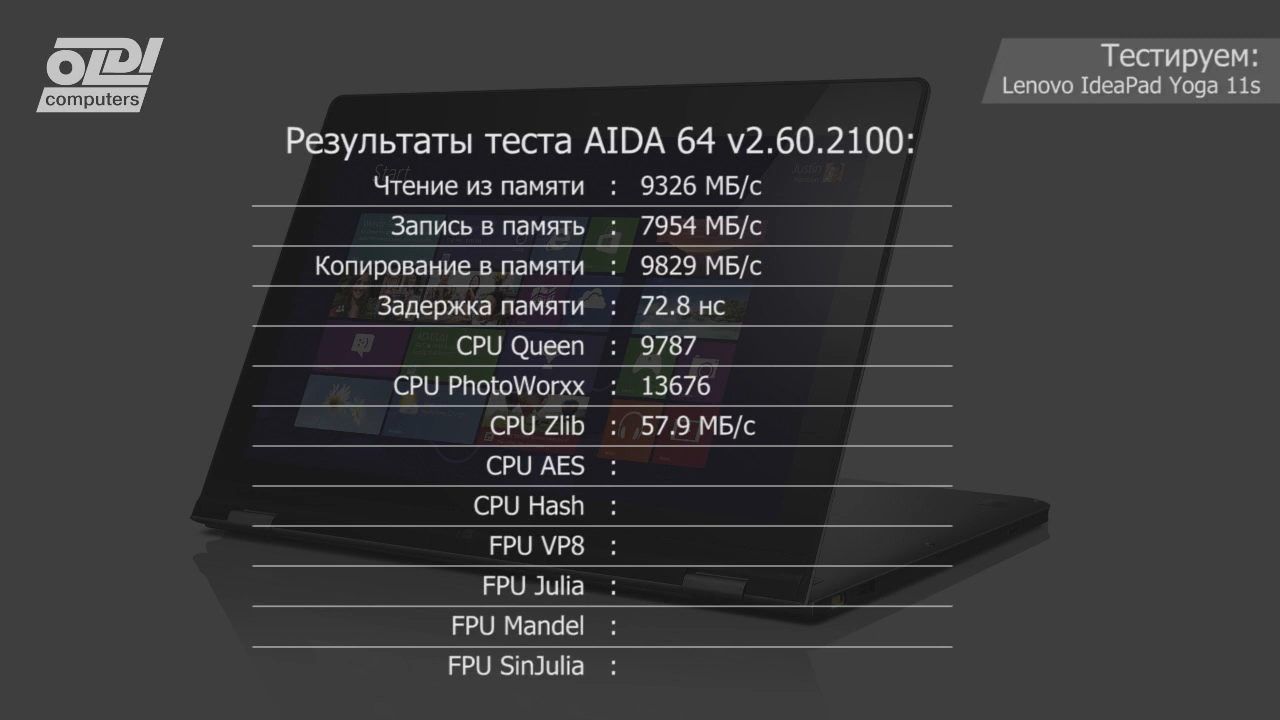 OLDI
computers
Тестируем:
Lenovo IdeaPad Yoga 11s
Результаты теста AIDA 64 v2.60.2100:
Start
Justin
Чтение из памяти : 9326 МБ/с
Запись в память : 7954 МБ/с
Копирование в памяти : 9829 МБ/с
Задержка памяти : 72.8 нс
CPU Queen : 9787
CPU PhotoWorxx : 13676
CPU Zlib : 57.9 МБ/с
CPU AES :
CPU Hash :
FPU VP8 :
FPU Julia :
FPU Mandel :
FPU SinJulia :